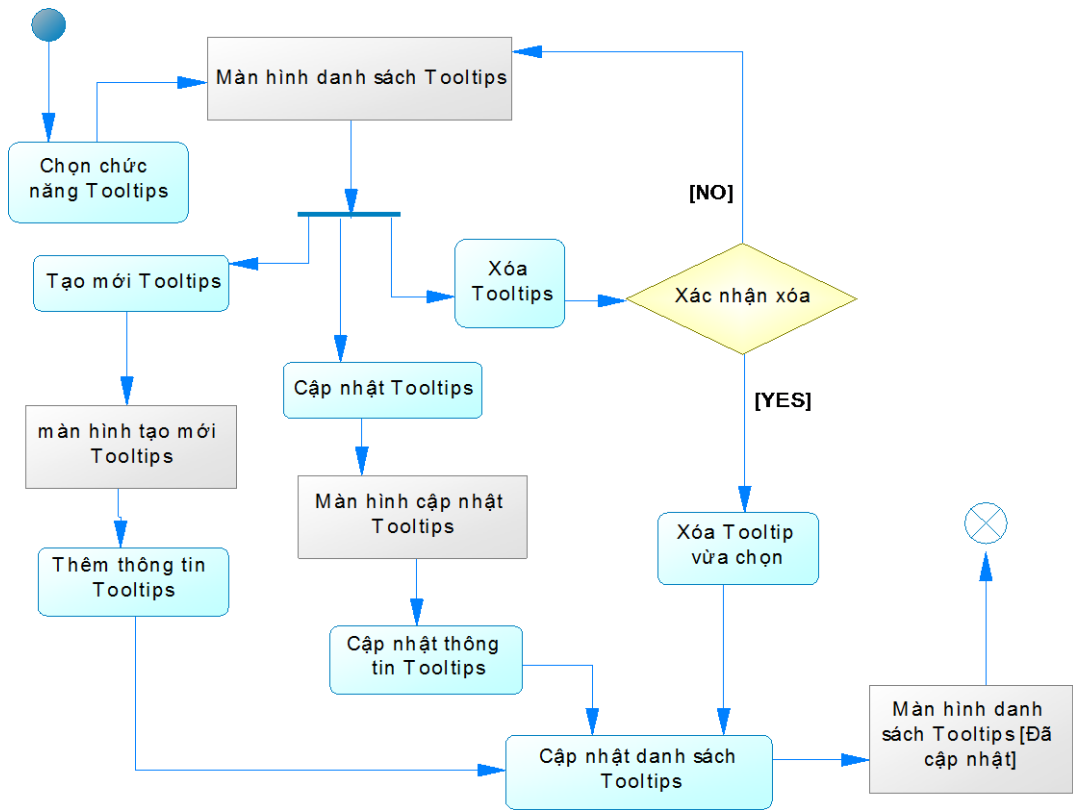 Màn hình danh sách Tooltips
Chọn chức
năng Tooltips
[NO]
Tạo mới Tooltips
Xóa
Tooltips
Xác nhận xóa
Cập nhật Tooltips
[YES]
màn hình tạo mới
Tooltips
Màn hình cập nhật
Tooltips
Xóa Tooltip
vừa chọn
Thêm thông tin
Tooltips
Cập nhật thông
tin Tooltips
Màn hình danh
sách Tooltips [Đã
cập nhật]
Cập nhật danh sách
Tooltips